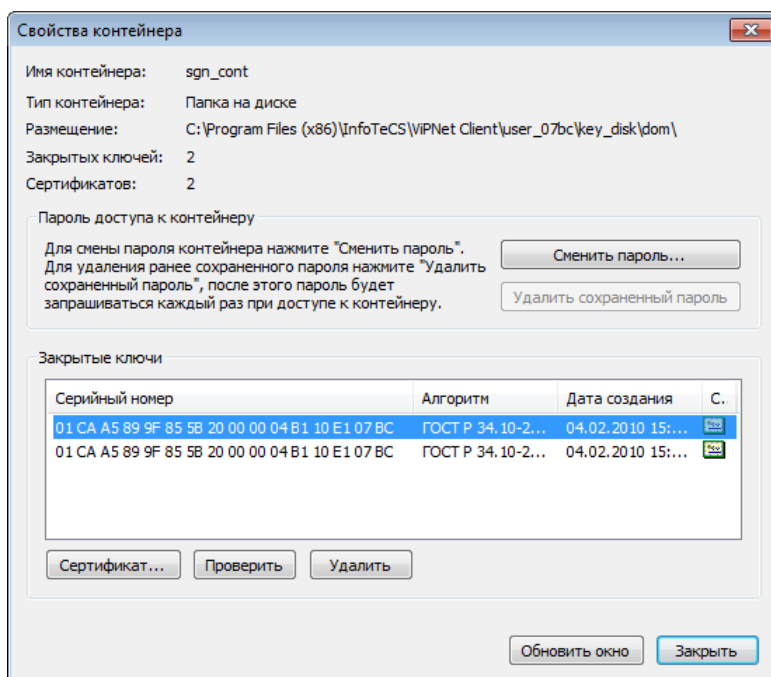 Свойства контейнера
Имя контейнера: sgn_cont
Тип контейнера: Папка на диске
Размещение: C:\Program Files (x86)\InfoTeCS\ViPNet Client\user_07bc\key_disk\dom\
Закрытых ключей: 2
Сертификатов: 2
Пароль доступа к контейнеру
Для смены пароля контейнера нажмите "Сменить пароль".
Для удаления ранее сохраненного пароля нажмите "Удалить
сохраненный пароль", после этого пароль будет
запрашиваться каждый раз при доступе к контейнеру.
Сменить пароль...
Удалить сохраненный пароль
Закрытые ключи
Серийный номер Алгоритм Дата создания С.
01 CA A5 89 9F 85 5B 20 00 00 04 B1 10 E1 07 BC ГОСТ Р 34.10-2... 04.02.2010 15:...
01 CA A5 89 9F 85 5B 20 00 00 04 B1 10 E1 07 BC ГОСТ Р 34.10-2... 04.02.2010 15:...
Сертификат... Проверить Удалить
Обновить окно Закрыть